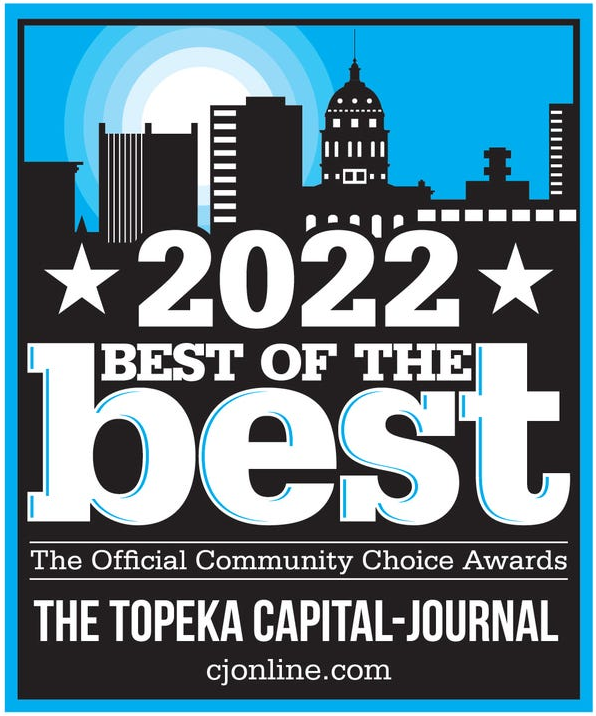 2022
BEST OF THE
best
The Official Community Choice Awards
THE TOPEKA CAPITAL-JOURNAL
cjonline.com